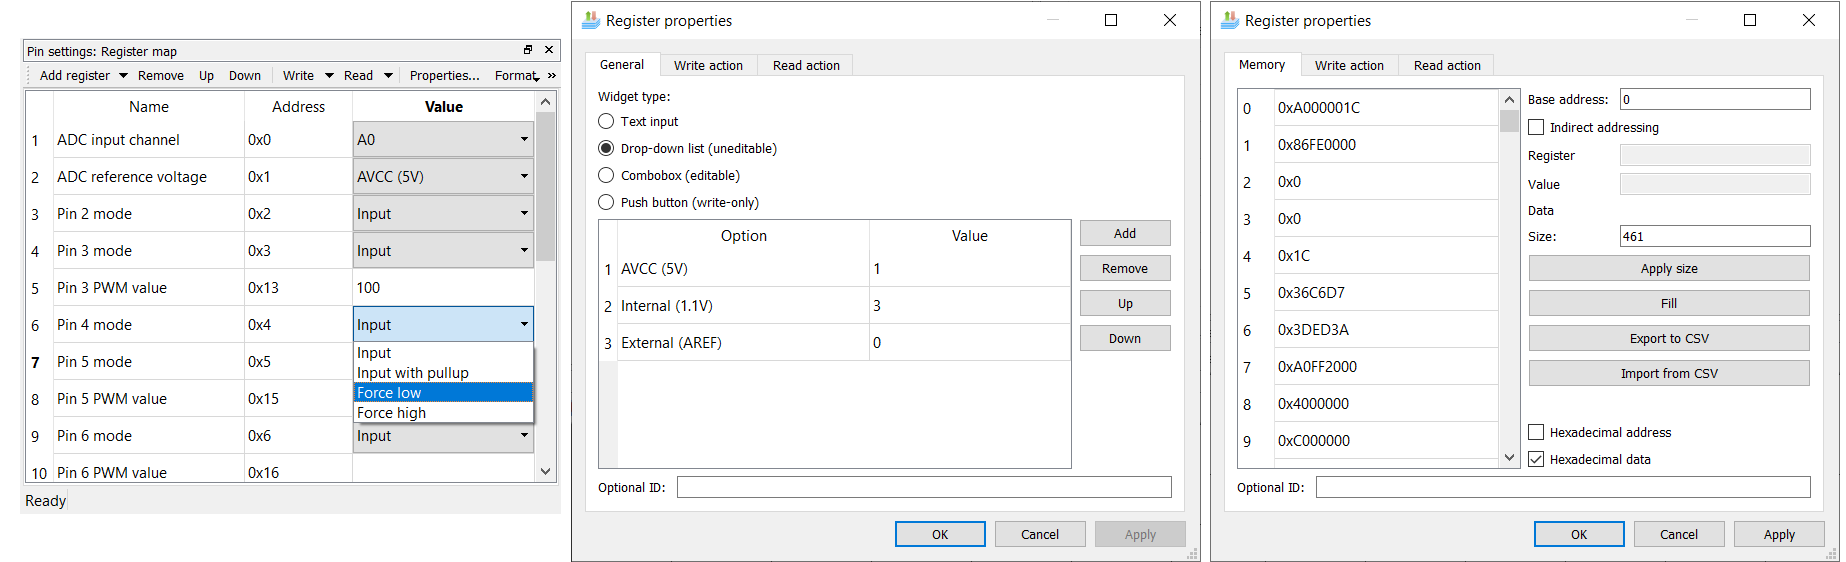 Pin settings: Register map
Add register Remove Up Down Write Read Properties... Format »
Name Address Value
1 ADC input channel 0x0 A0
2 ADC reference voltage 0x1 AVCC (5V)
3 Pin 2 mode 0x2 Input
4 Pin 3 mode 0x3 Input
5 Pin 3 PWM value 0x13 100
6 Pin 4 mode 0x4 Input
Input
7 Pin 5 mode 0x5
Input with pullup
Force low
8 Pin 5 PWM value 0x15
Force high
9 Pin 6 mode 0x6 Input
10 Pin 6 PWM value 0x16
Ready
Register properties
General Write action Read action
Widget type:
Text input
Drop-down list (uneditable)
Combobox (editable)
Push button (write-only)
Option Value
1 AVCC (5V) 1
2 Internal (1.1V) 3
3 External (AREF) 0
Add
Remove
Up
Down
Optional ID:
OK Cancel Apply
Register properties
Memory Write action Read action
0 0xA000001C
1 0x86FE0000
2 0x0
3 0x0
4 0x1C
5 0x36C6D7
6 0x3DED3A
7 0xA0FF2000
8 0x4000000
9 0xC000000
Base address: 0
Indirect addressing
Register
Value
Data
Size: 461
Apply size
Fill
Export to CSV
Import from CSV
Hexadecimal address
Hexadecimal data
Optional ID:
OK Cancel Apply